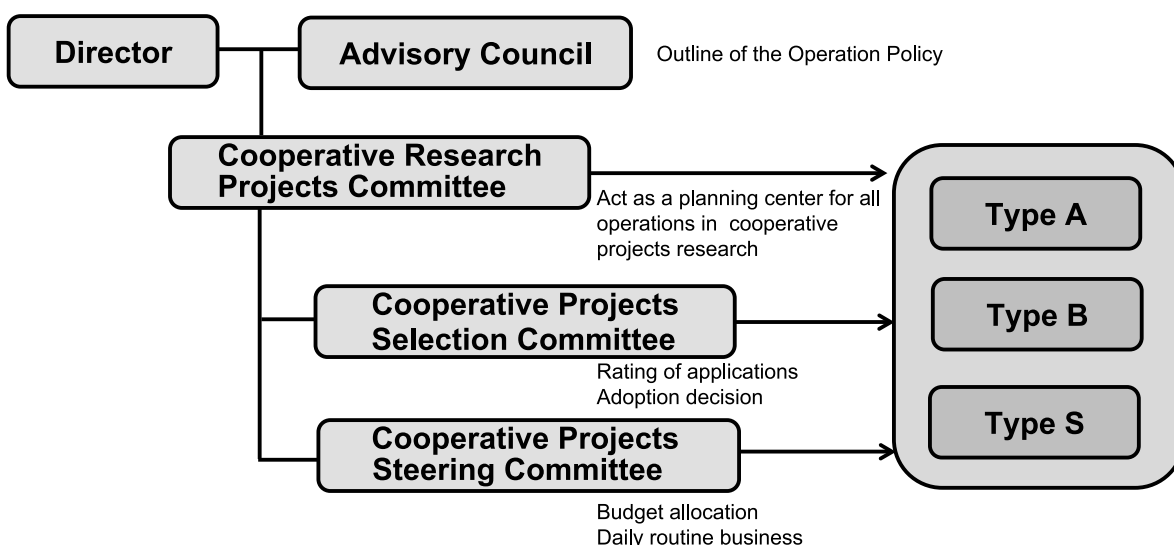 Director
Advisory Council
Outline of the Operation Policy
Cooperative Research
Projects Committee
Act as a planning center for all
operations in cooperative
projects research
Cooperative Projects
Selection Committee
Rating of applications
Adoption decision
Cooperative Projects
Steering Committee
Budget allocation
Daily routine business
Type A
Type B
Type S